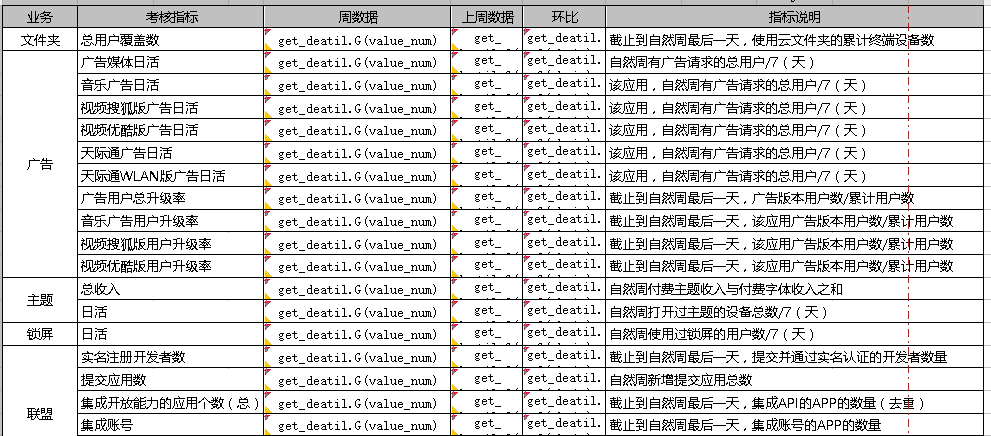 业务 考核指标 周数据 上周数据 环比 指标说明
文件夹 总用户覆盖数 get_deatil.G(value_num) get_ get_deatil. 截止到自然周最后一天，使用云文件夹的累计终端设备数
广告媒体日活 get_deatil.G(value_num) get_ get_deatil. 自然周有广告请求的总用户/7（天）
音乐广告日活 get_deatil.G(value_num) get_ get_deatil. 该应用，自然周有广告请求的总用户/7（天）
视频搜狐版广告日活 get_deatil.G(value_num) get_ get_deatil. 该应用，自然周有广告请求的总用户/7（天）
视频优酷版广告日活 get_deatil.G(value_num) get_ get_deatil. 该应用，自然周有广告请求的总用户/7（天）
天际通广告日活 get_deatil.G(value_num) get_ get_deatil. 该应用，自然周有广告请求的总用户/7（天）
广告 天际通WLAN版广告日活 get_deatil.G(value_num) get_ get_deatil. 该应用，自然周有广告请求的总用户/7（天）
广告用户总升级率 get_deatil.G(value_num) get_ get_deatil. 截止到自然周最后一天，广告版本用户数/累计用户数
音乐广告用户升级率 get_deatil.G(value_num) get_ get_deatil. 截止到自然周最后一天，该应用广告版本用户数/累计用户数
视频搜狐版用户升级率 get_deatil.G(value_num) get_ get_deatil. 截止到自然周最后一天，该应用广告版本用户数/累计用户数
视频优酷版用户升级率 get_deatil.G(value_num) get_ get_deatil. 截止到自然周最后一天，该应用广告版本用户数/累计用户数
主题 总收入 get_deatil.G(value_num) get_ get_deatil. 自然周付费主题收入与付费字体收入之和
日活 get_deatil.G(value_num) get_ get_deatil. 自然周打开过主题的设备总数/7（天）
锁屏 日活 get_deatil.G(value_num) get_ get_deatil. 自然周使用过锁屏的用户数/7（天）
实名注册开发者数 get_deatil.G(value_num) get_ get_deatil. 截止到自然周最后一天，提交并通过实名认证的开发者数量
提交应用数 get_deatil.G(value_num) get_ get_deatil. 自然周新增提交应用总数
联盟 集成开放能力的应用个数（总） get_deatil.G(value_num) get_ get_deatil. 截止到自然周最后一天，集成API的APP的数量（去重）
集成账号 get_deatil.G(value_num) get_ get_deatil. 截止到自然周最后一天，集成账号的APP的数量